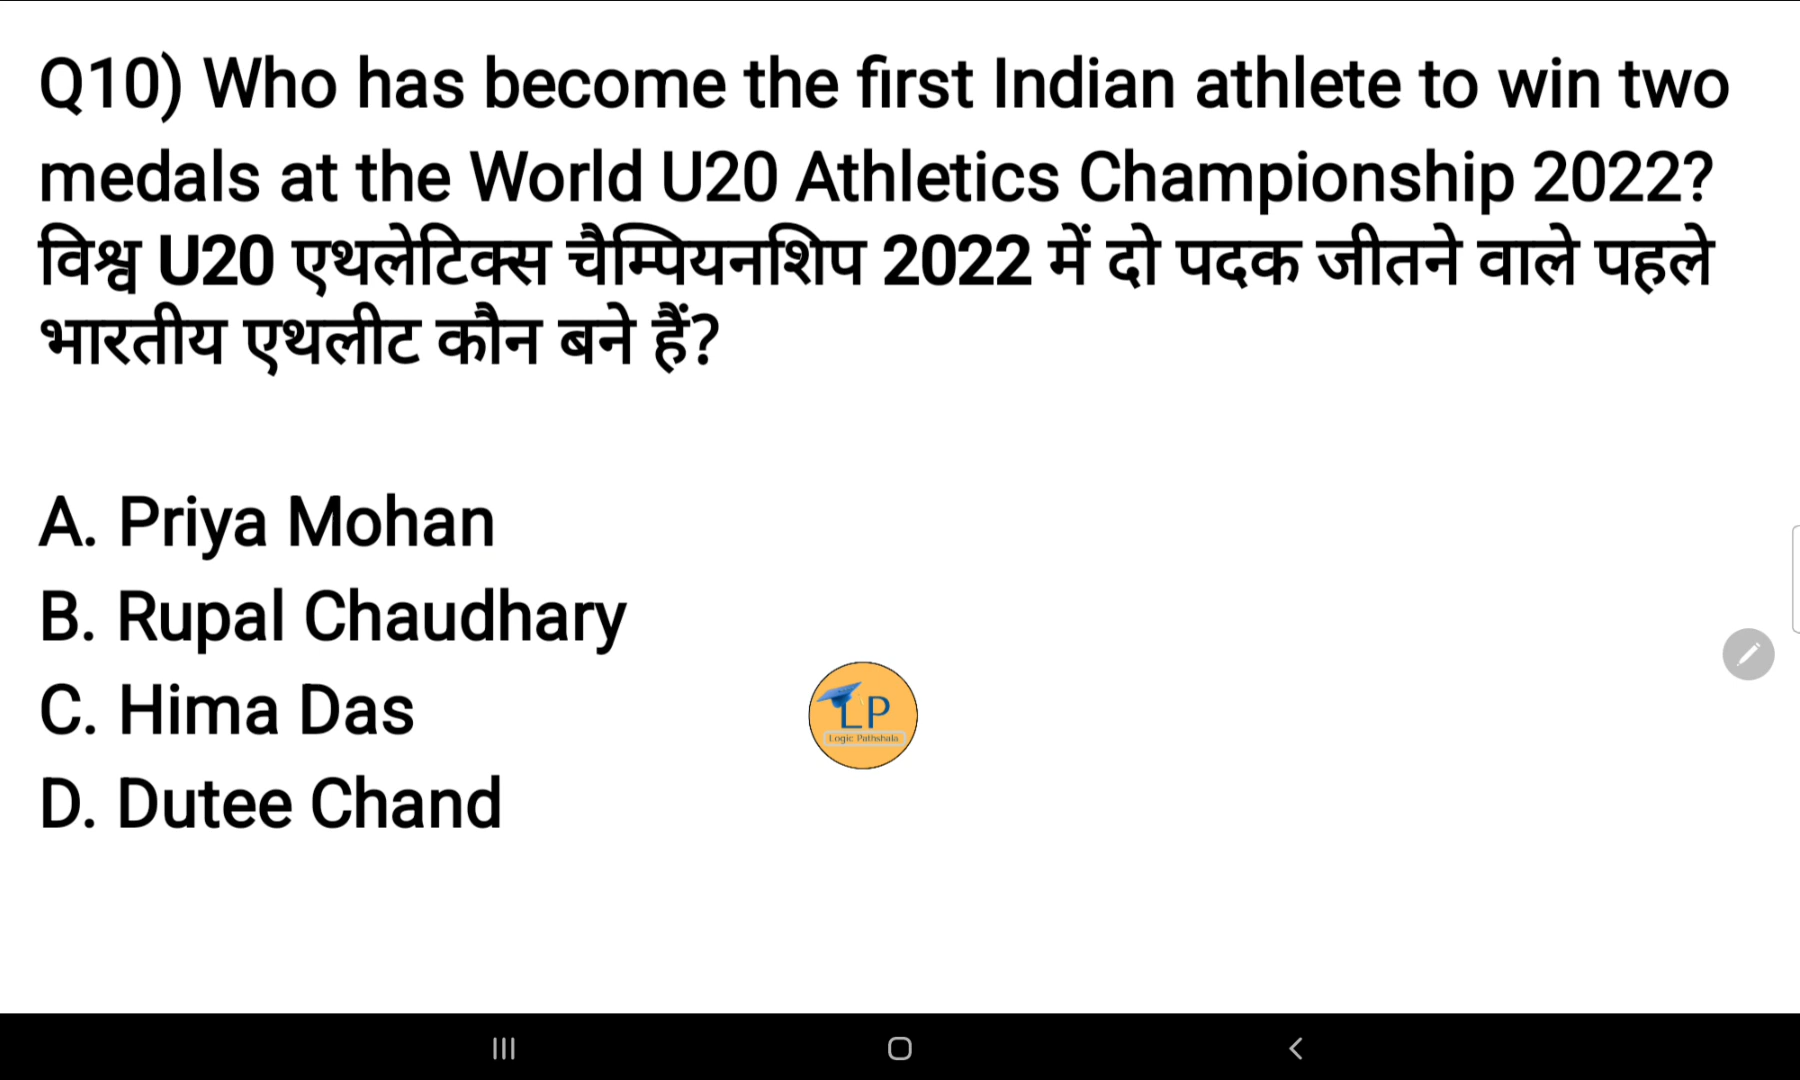 Q10) Who has become the first Indian athlete to win two
medals at the World U20 Athletics Championship 2022?
विश्व U20 एथलेटिक्स चैम्पियनशिप 2022 में दो पदक जीतने वाले पहले
भारतीय एथलीट कौन बने हैं?
A. Priya Mohan
B. Rupal Chaudhary
C. Hima Das
D. Dutee Chand
LP
Logic Pathshala